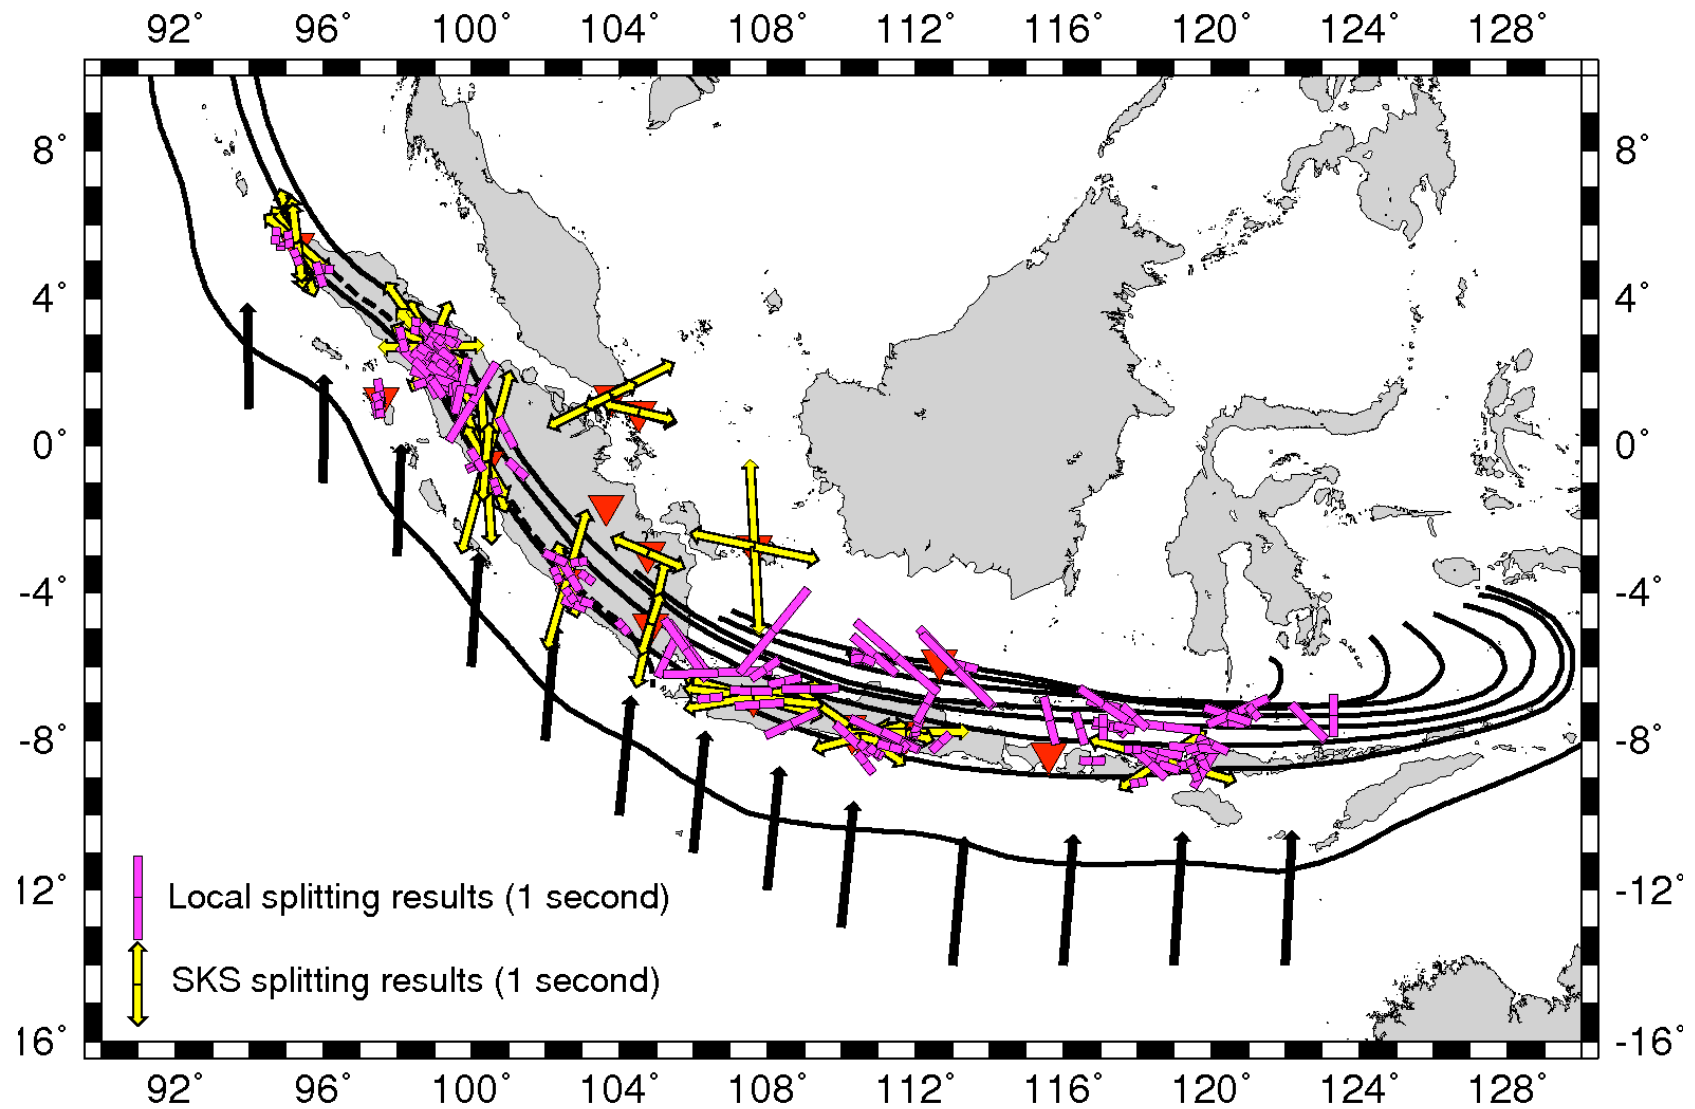 92˚ 96˚ 100˚ 104˚ 108˚ 112˚ 116˚ 120˚ 124˚ 128˚
8˚ 8˚
4˚ 4˚
0˚ 0˚
-4˚ -4˚
-8˚ -8˚
12˚ -12˚
16˚ -16˚
Local splitting results (1 second)
SKS splitting results (1 second)
92˚ 96˚ 100˚ 104˚ 108˚ 112˚ 116˚ 120˚ 124˚ 128˚